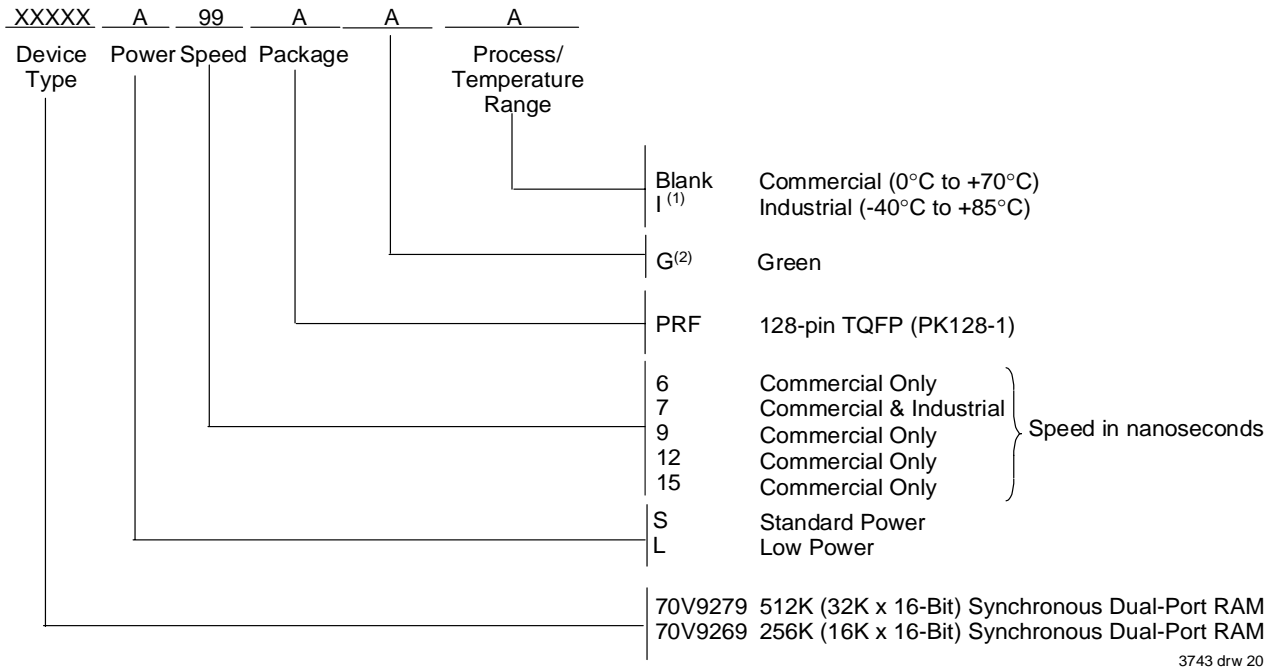 XXXXX A 99 A A A
Device Type Power Speed Package Process/ Temperature Range
Blank Commercial (0°C to +70°C)
I (1) Industrial (-40°C to +85°C)
G(2) Green
PRF 128-pin TQFP (PK128-1)
6 Commercial Only
7 Commercial & Industrial
9 Commercial Only
12 Commercial Only
15 Commercial Only
Speed in nanoseconds
S Standard Power
L Low Power
70V9279 512K (32K x 16-Bit) Synchronous Dual-Port RAM
70V9269 256K (16K x 16-Bit) Synchronous Dual-Port RAM
3743 drw 20